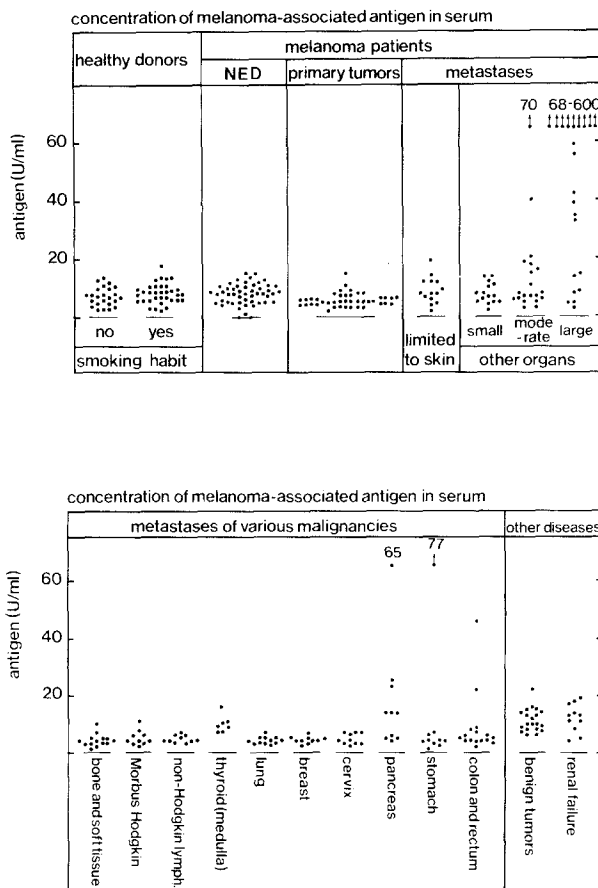 concentration of melanoma-associated antigen in serum
healthy donors
melanoma patients
NED
primary tumors
metastases
70
68-600
antigen (U/ml)
60
40
20
no
yes
limited
to skin
small
mode
-rate
large
smoking habit
other organs
concentration of melanoma-associated antigen in serum
metastases of various malignancies
other diseases
65
77
antigen (U/ml)
60
40
20
bone and soft tissue
Morbus Hodgkin
non-Hodgkin lymph.
thyroid (medulla)
lung
breast
cervix
pancreas
stomach
colon and rectum
benign tumors
renal failure